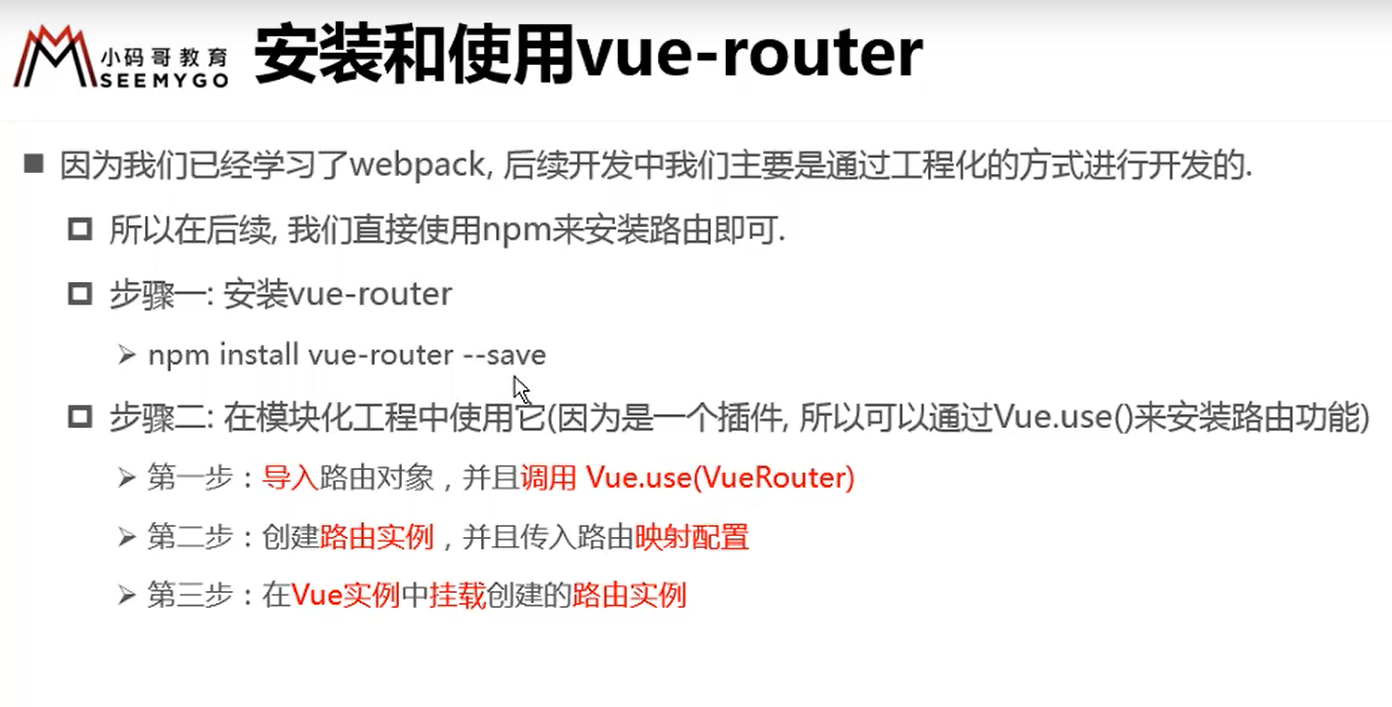 小码哥教育
SEEMYGO
安装和使用vue-router
因为我们已经学习了webpack, 后续开发中我们主要是通过工程化的方式进行开发的.
所以在后续, 我们直接使用npm来安装路由即可.
步骤一: 安装vue-router
npm install vue-router --save
步骤二: 在模块化工程中使用它(因为是一个插件, 所以可以通过Vue.use()来安装路由功能)
第一步：导入路由对象，并且调用 Vue.use(VueRouter)
第二步：创建路由实例，并且传入路由映射配置
第三步：在Vue实例中挂载创建的路由实例